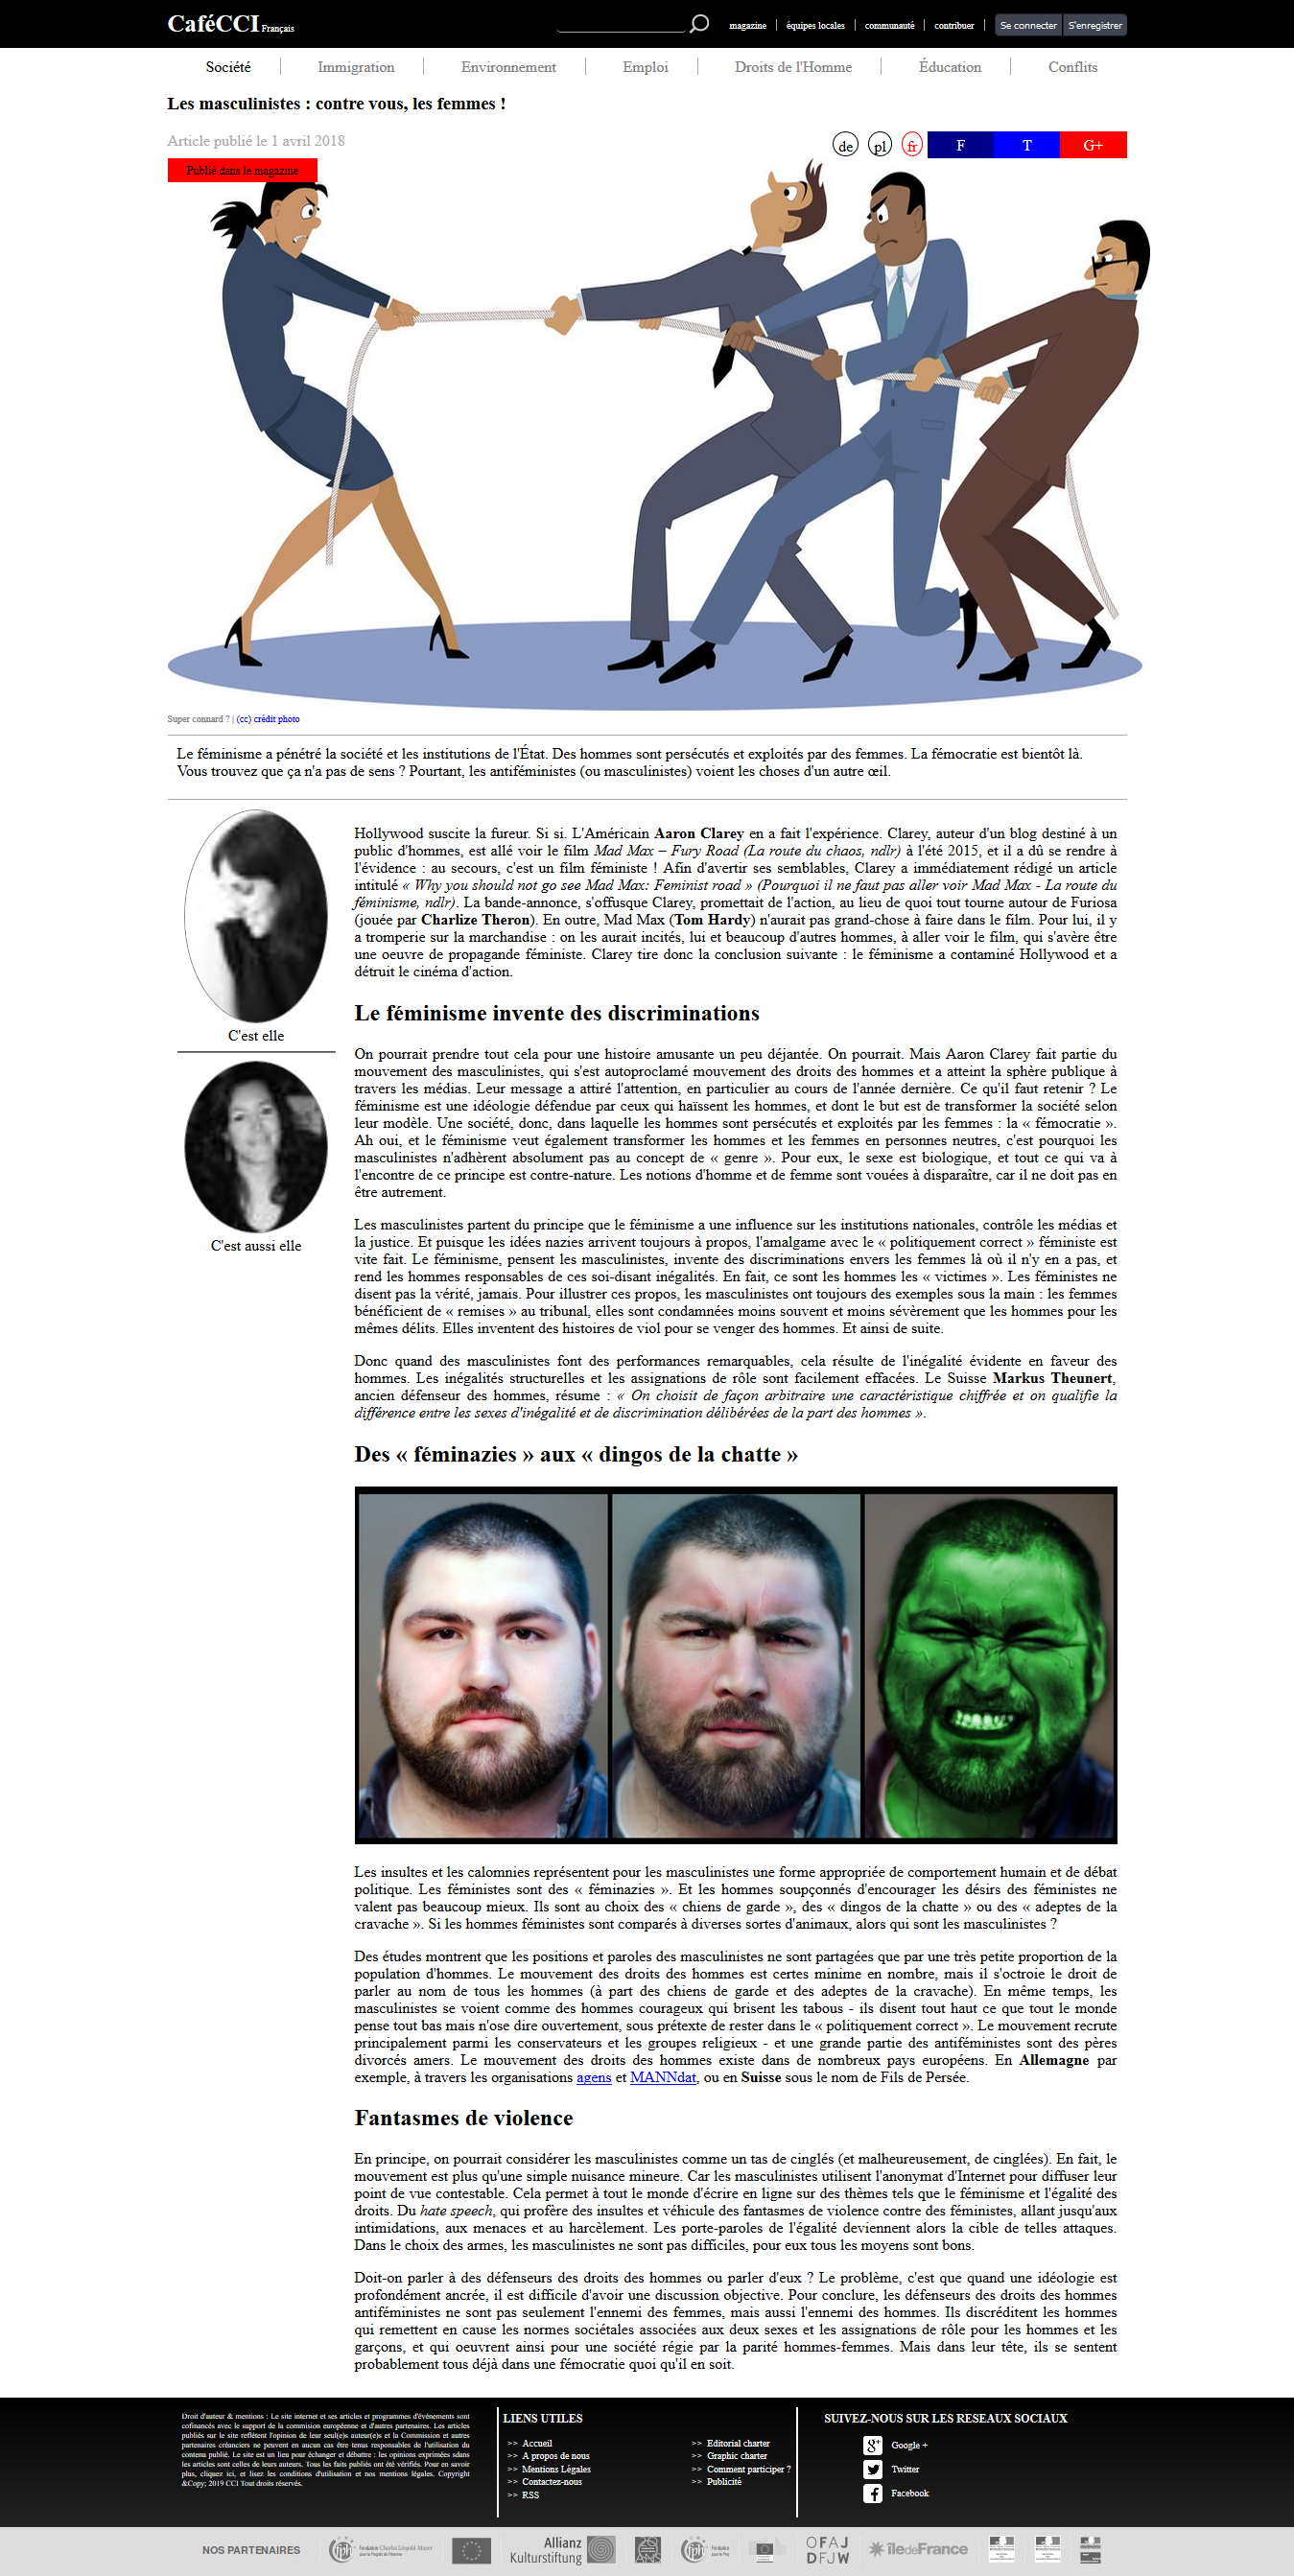 CaféCCI Français
magazine
équipes locales
communauté
contribuer
Se connecter
S'enregistrer
Société
Immigration
Environnement
Emploi
Droits de l'Homme
Éducation
Conflits
Les masculinistes : contre vous, les femmes !
Article publié le 1 avril 2018
de
pl
fr
F
T
G+
Publié dans le magazine
Super connard ? | (cc) crédit photo
Le féminisme a pénétré la société et les institutions de l'État. Des hommes sont persécutés et exploités par des femmes. La fémocratie est bientôt là.
Vous trouvez que ça n'a pas de sens ? Pourtant, les antiféministes (ou masculinistes) voient les choses d'un autre œil.
C'est elle
C'est aussi elle
Hollywood suscite la fureur. Si si. L'Américain Aaron Clarey en a fait l'expérience. Clarey, auteur d'un blog destiné à un
public d'hommes, est allé voir le film Mad Max – Fury Road (La route du chaos, ndlr) à l'été 2015, et il a dû se rendre à
l'évidence : au secours, c'est un film féministe ! Afin d'avertir ses semblables, Clarey a immédiatement rédigé un article
intitulé « Why you should not go see Mad Max: Feminist road » (Pourquoi il ne faut pas aller voir Mad Max - La route du
féminisme, ndlr). La bande-annonce, s'offusque Clarey, promettait de l'action, au lieu de quoi tout tourne autour de Furiosa
(jouée par Charlize Theron). En outre, Mad Max (Tom Hardy) n'aurait pas grand-chose à faire dans le film. Pour lui, il y
a tromperie sur la marchandise : on les aurait incités, lui et beaucoup d'autres hommes, à aller voir le film, qui s'avère être
une oeuvre de propagande féministe. Clarey tire donc la conclusion suivante : le féminisme a contaminé Hollywood et a
détruit le cinéma d'action.
Le féminisme invente des discriminations
On pourrait prendre tout cela pour une histoire amusante un peu déjantée. On pourrait. Mais Aaron Clarey fait partie du
mouvement des masculinistes, qui s'est autoproclamé mouvement des droits des hommes et a atteint la sphère publique à
travers les médias. Leur message a attiré l'attention, en particulier au cours de l'année dernière. Ce qu'il faut retenir ? Le
féminisme est une idéologie défendue par ceux qui haïssent les hommes, et dont le but est de transformer la société selon
leur modèle. Une société, donc, dans laquelle les hommes sont persécutés et exploités par les femmes : la « fémocratie ».
Ah oui, et le féminisme veut également transformer les hommes et les femmes en personnes neutres, c'est pourquoi les
masculinistes n'adhèrent absolument pas au concept de « genre ». Pour eux, le sexe est biologique, et tout ce qui va à
l'encontre de ce principe est contre-nature. Les notions d'homme et de femme sont vouées à disparaître, car il ne doit pas en
être autrement.
Les masculinistes partent du principe que le féminisme a une influence sur les institutions nationales, contrôle les médias et
la justice. Et puisque les idées nazies arrivent toujours à propos, l'amalgame avec le « politiquement correct » féministe est
vite fait. Le féminisme, pensent les masculinistes, invente des discriminations envers les femmes là où il n'y en a pas, et
rend les hommes responsables de ces soi-disant inégalités. En fait, ce sont les hommes les « victimes ». Les féministes ne
disent pas la vérité, jamais. Pour illustrer ces propos, les masculinistes ont toujours des exemples sous la main : les femmes
bénéficient de « remises » au tribunal, elles sont condamnées moins souvent et moins sévèrement que les hommes pour les
mêmes délits. Elles inventent des histoires de viol pour se venger des hommes. Et ainsi de suite.
Donc quand des masculinistes font des performances remarquables, cela résulte de l'inégalité évidente en faveur des
hommes. Les inégalités structurelles et les assignations de rôle sont facilement effacées. Le Suisse Markus Theunert,
ancien défenseur des hommes, résume : « On choisit de façon arbitraire une caractéristique chiffrée et on qualifie la
différence entre les sexes d'inégalité et de discrimination délibérées de la part des hommes ».
Des « féminazies » aux « dingos de la chatte »
Les insultes et les calomnies représentent pour les masculinistes une forme appropriée de comportement humain et de débat
politique. Les féministes sont des « féminazies ». Et les hommes soupçonnés d'encourager les désirs des féministes ne
valent pas beaucoup mieux. Ils sont au choix des « chiens de garde », des « dingos de la chatte » ou des « adeptes de la
cravache ». Si les hommes féministes sont comparés à diverses sortes d'animaux, alors qui sont les masculinistes ?
Des études montrent que les positions et paroles des masculinistes ne sont partagées que par une très petite proportion de la
population d'hommes. Le mouvement des droits des hommes est certes minime en nombre, mais il s'octroie le droit de
parler au nom de tous les hommes (à part des chiens de garde et des adeptes de la cravache). En même temps, les
masculinistes se voient comme des hommes courageux qui brisent les tabous - ils disent tout haut ce que tout le monde
pense tout bas mais n'ose dire ouvertement, sous prétexte de rester dans le « politiquement correct ». Le mouvement recrute
principalement parmi les conservateurs et les groupes religieux - et une grande partie des antiféministes sont des pères
divorcés amers. Le mouvement des droits des hommes existe dans de nombreux pays européens. En Allemagne par
exemple, à travers les organisations agens et MANNdat, ou en Suisse sous le nom de Fils de Persée.
Fantasmes de violence
En principe, on pourrait considérer les masculinistes comme un tas de cinglés (et malheureusement, de cinglées). En fait, le
mouvement est plus qu'une simple nuisance mineure. Car les masculinistes utilisent l'anonymat d'Internet pour diffuser leur
point de vue contestable. Cela permet à tout le monde d'écrire en ligne sur des thèmes tels que le féminisme et l'égalité des
droits. Du hate speech, qui profère des insultes et véhicule des fantasmes de violence contre des féministes, allant jusqu'aux
intimidations, aux menaces et au harcèlement. Les porte-paroles de l'égalité deviennent alors la cible de telles attaques.
Dans le choix des armes, les masculinistes ne sont pas difficiles, pour eux tous les moyens sont bons.
Doit-on parler à des défenseurs des droits des hommes ou parler d'eux ? Le problème, c'est que quand une idéologie est
profondément ancrée, il est difficile d'avoir une discussion objective. Pour conclure, les défenseurs des droits des hommes
antiféministes ne sont pas seulement l'ennemi des femmes, mais aussi l'ennemi des hommes. Ils discréditent les hommes
qui remettent en cause les normes sociétales associées aux deux sexes et les assignations de rôle pour les hommes et les
garçons, et qui oeuvrent ainsi pour une société régie par la parité hommes-femmes. Mais dans leur tête, ils se sentent
probablement tous déjà dans une fémocratie quoi qu'il en soit.
Droit d'auteur & mentions : Le site internet et ses articles et programmes d'événements sont
cofinancés avec le support de la commision européenne et d'autres partenaires. Les articles
publiés sur le site reflètent l'opinion de leur seul(e)s auteur(e)s et la Commission et autres
partenaires créanciers ne peuvent en aucun cas être tenus responsables de l'utilisation du
contenu publié. Le site est un lieu pour échanger et débattre : les opinions exprimées sdans
les articles sont celles de leurs auteurs. Tous les faits publiés ont été vérifiés. Pour en savoir
plus, cliquez ici, et lisez les conditions d'utilisation et nos mentions légales. Copyright
&Copy; 2019 CCI Tout droits réservés.
LIENS UTILES
>> Accueil
>> A propos de nous
>> Mentions Légales
>> Contactez-nous
>> RSS
>> Editorial charter
>> Graphic charter
>> Comment participer ?
>> Publicité
SUIVEZ-NOUS SUR LES RESEAUX SOCIAUX
Google +
Twitter
Facebook
NOS PARTENAIRES
fph
Fondation Charles Léopold Mayer
Allianz
Kulturstiftung
fph
OFAJ
DFJW
îledeFrance